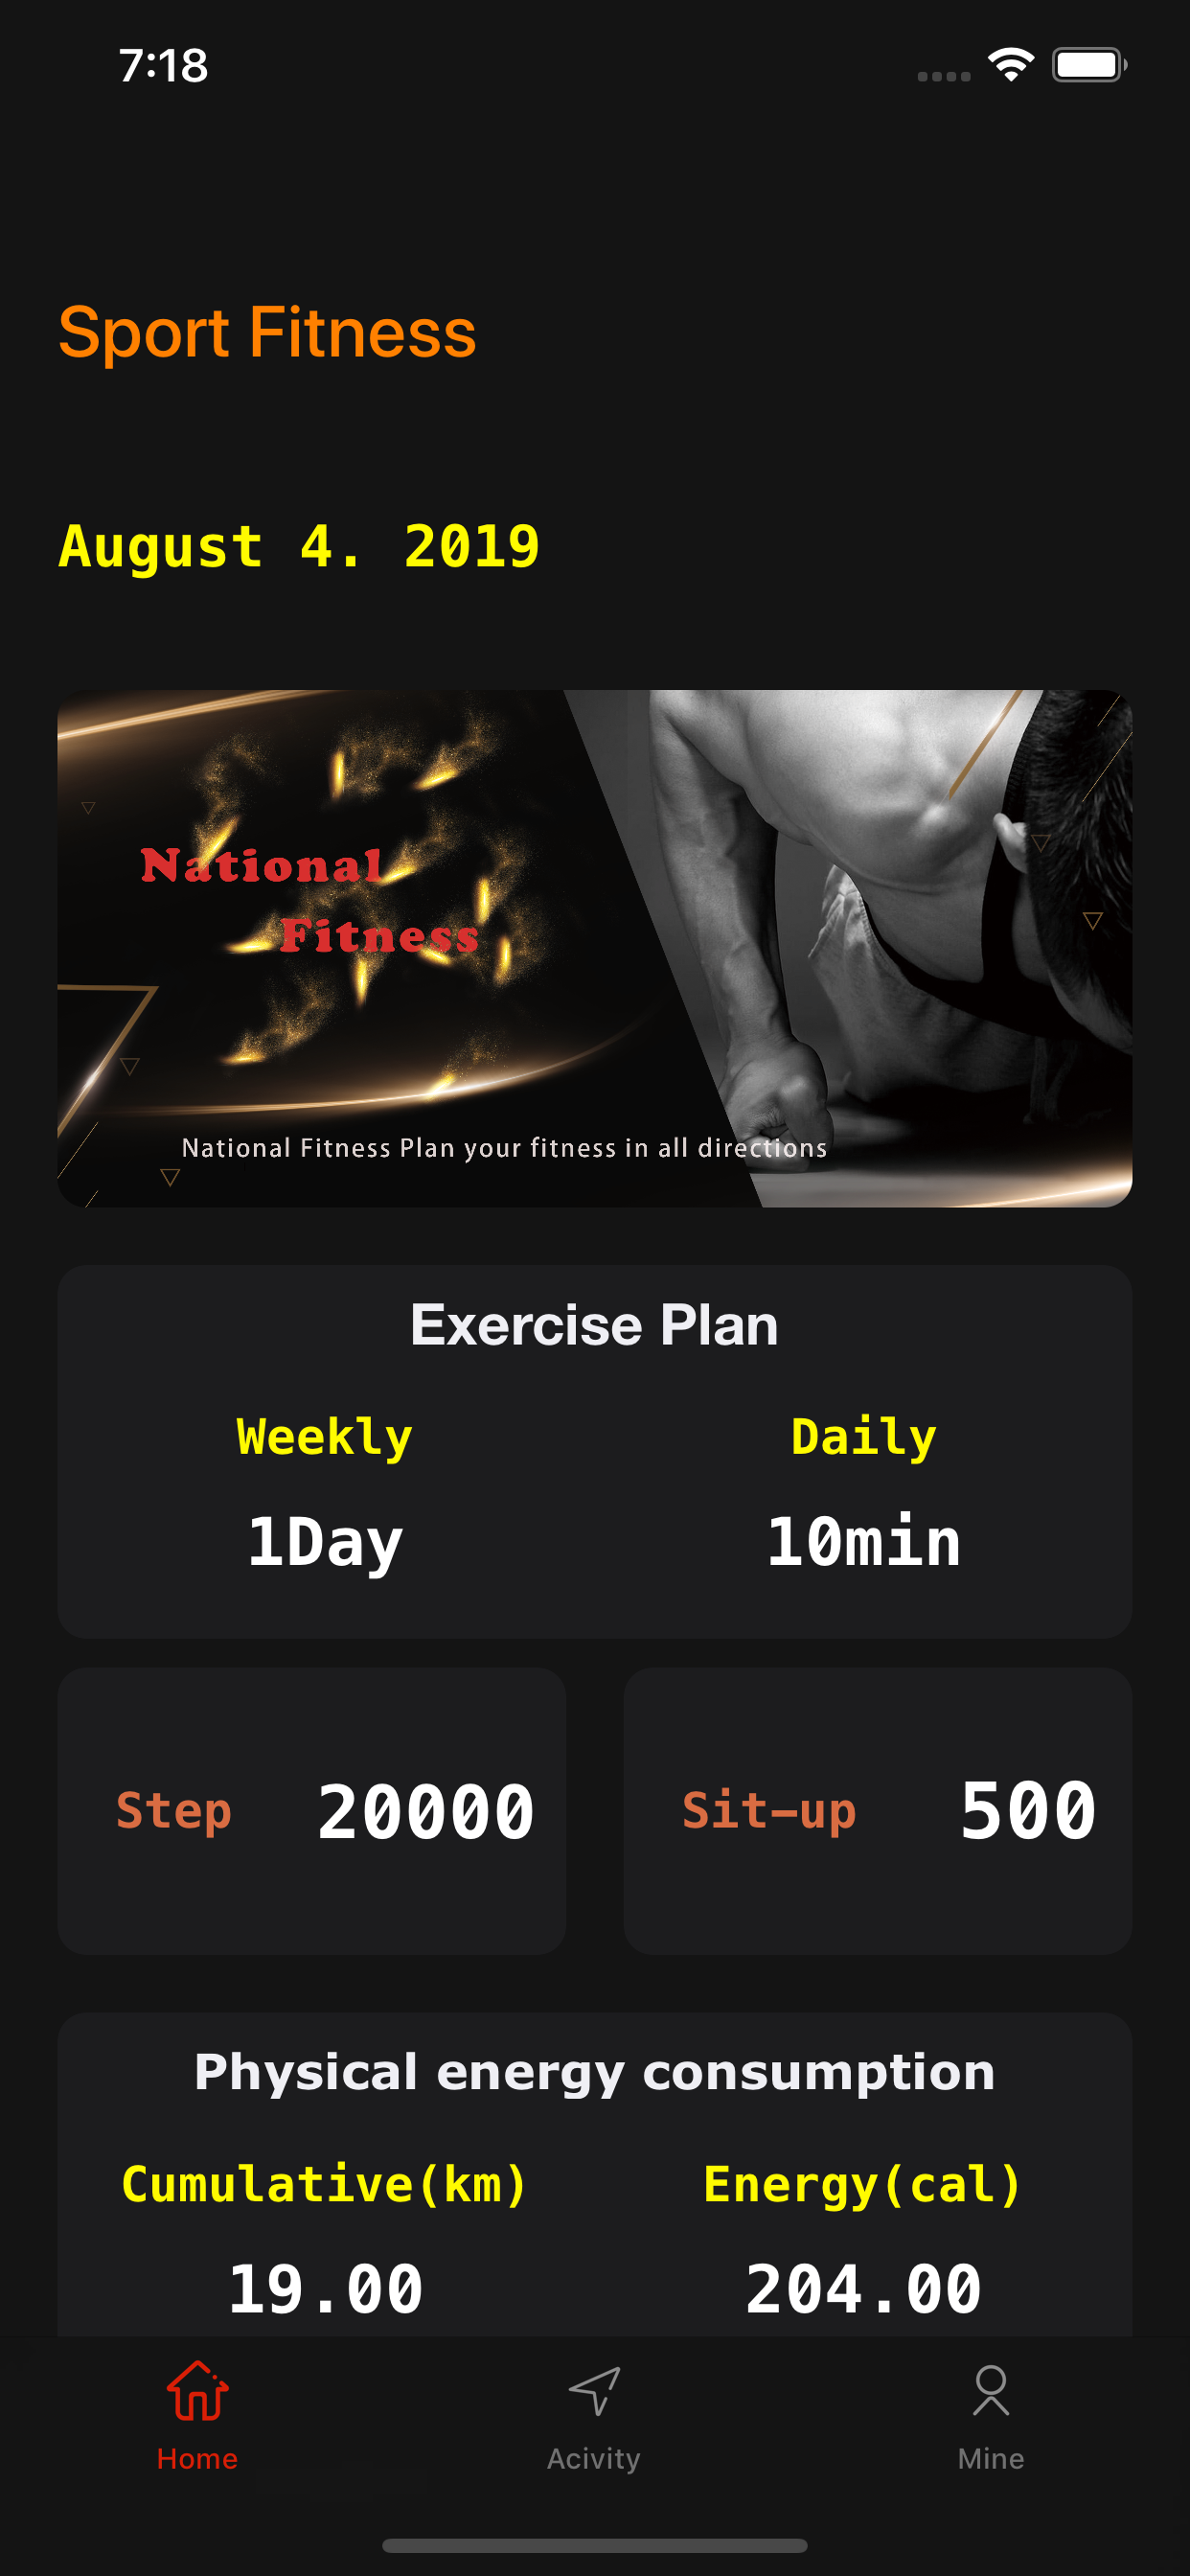 7:18
Sport Fitness
August 4. 2019
National
Fitness
National Fitness Plan your fitness in all directions
Exercise Plan
Weekly Daily
1Day 10min
Step 20000 Sit-up 500
Physical energy consumption
Cumulative(km) Energy(cal)
19.00 204.00
Home Acivity Mine